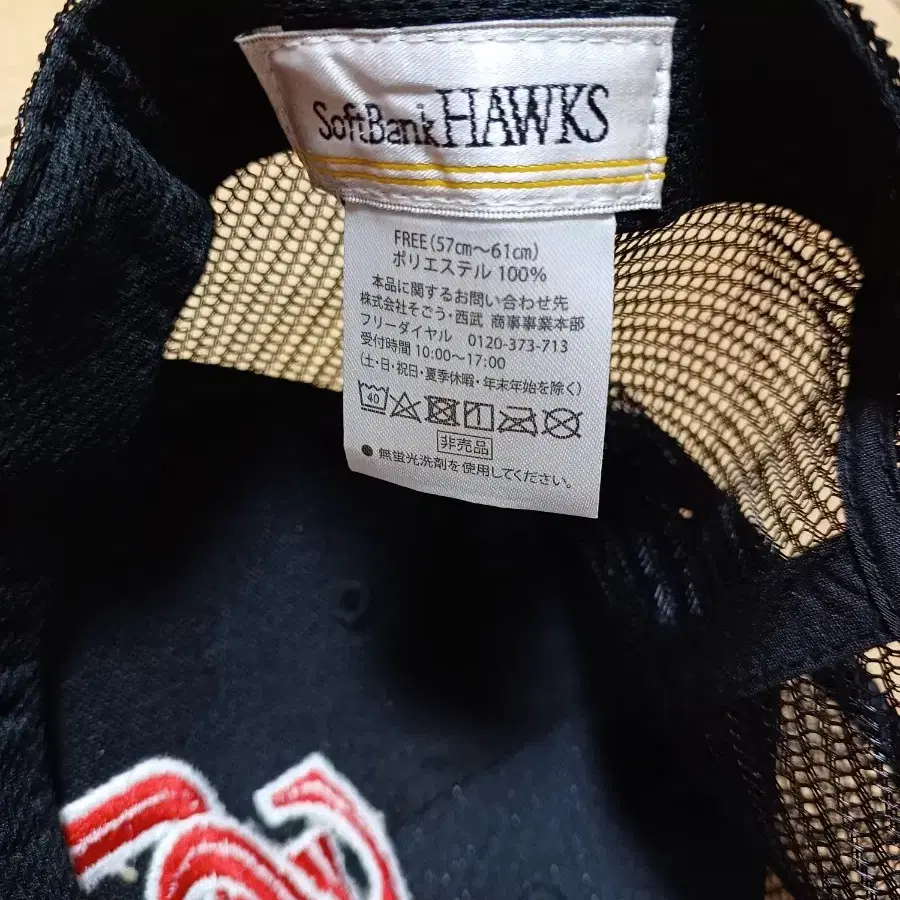 SoftBank HAWKS
FREE(57cm〜61cm)
ポリエステル 100%
本品に関するお問い合わせ先
株式会社そごう・西武 商事事業本部
フリーダイヤル 0120-373-713
受付時間 10:00〜17:00
(土・日・祝日・夏季休暇・年末年始を除く)
40
非売品
● 無蛍光洗剤を使用してください。